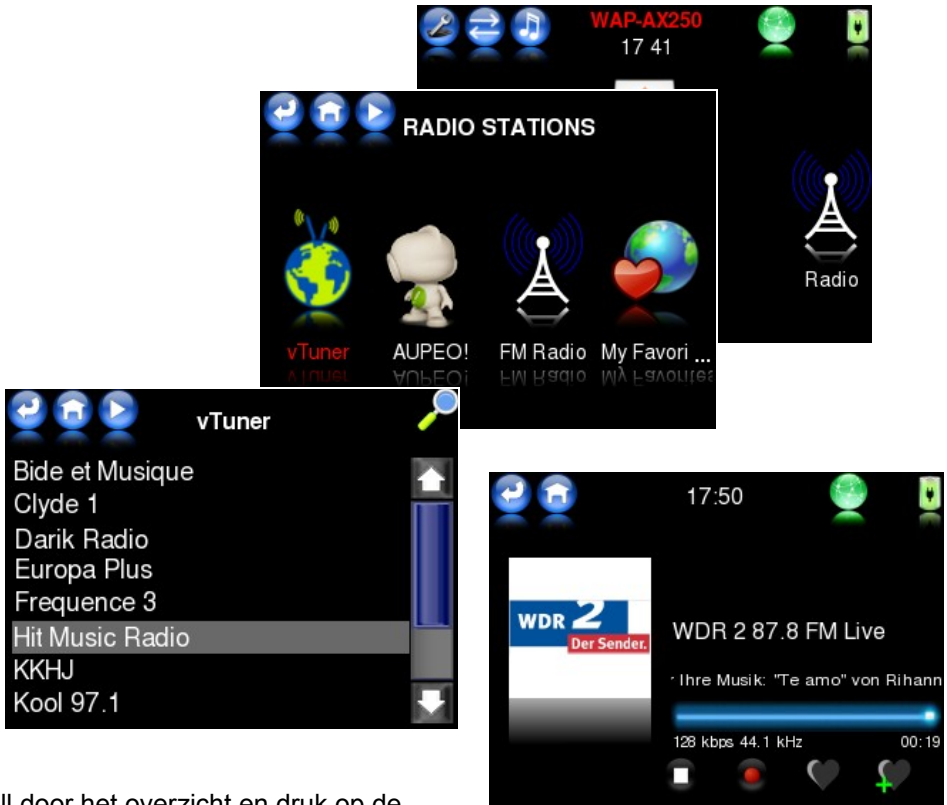 WAP-AX250
17 41
Radio
RADIO STATIONS
vTuner
AUPEO!
FM Radio
My Favori ...
vTuner
Bide et Musique
Clyde 1
Darik Radio
Europa Plus
Frequence 3
Hit Music Radio
KKHJ
Kool 97.1
17:50
WDR 2
Der Sender.
WDR 2 87.8 FM Live
Ihre Musik: "Te amo" von Rihann
128 kbps 44.1 kHz
00:19
door het overzicht en druk op de